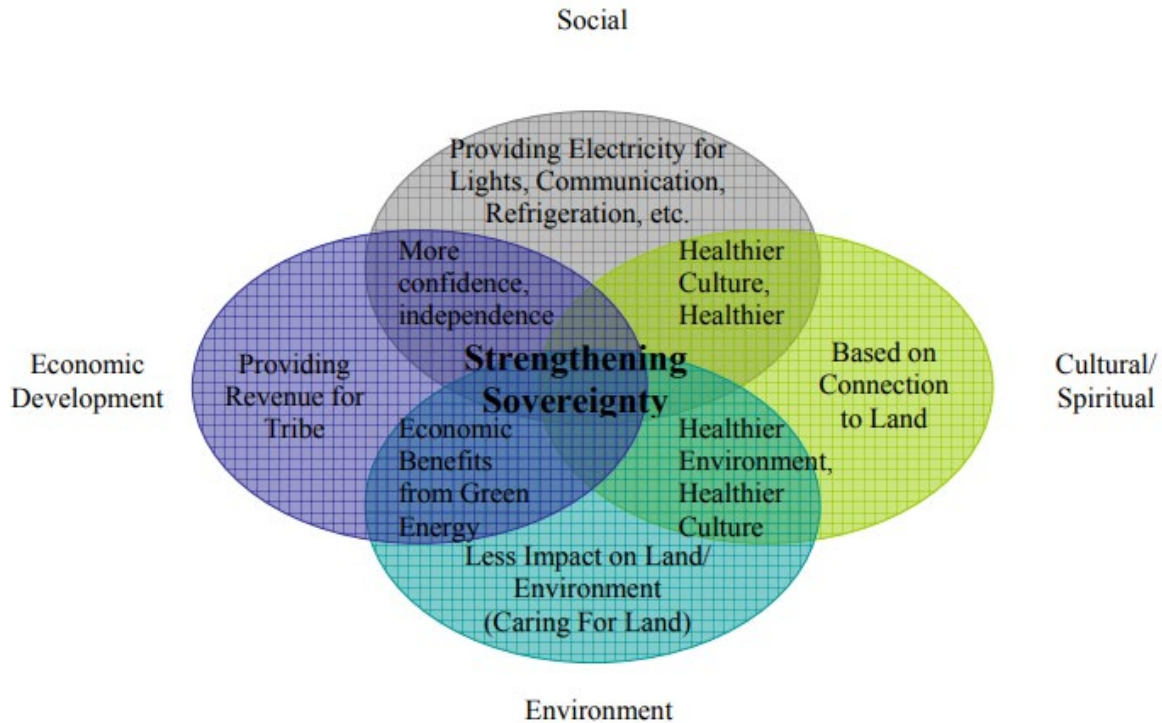 Social
Providing Electricity for
Lights, Communication,
Refrigeration, etc.
More
confidence,
independence
Healthier
Culture,
Healthier
Economic
Development
Providing
Revenue for
Tribe
Strengthening
Sovereignty
Based on
Connection
to Land
Cultural/
Spiritual
Economic
Benefits
from Green
Energy
Healthier
Environment,
Healthier
Culture
Less Impact on Land/
Environment
(Caring For Land)
Environment